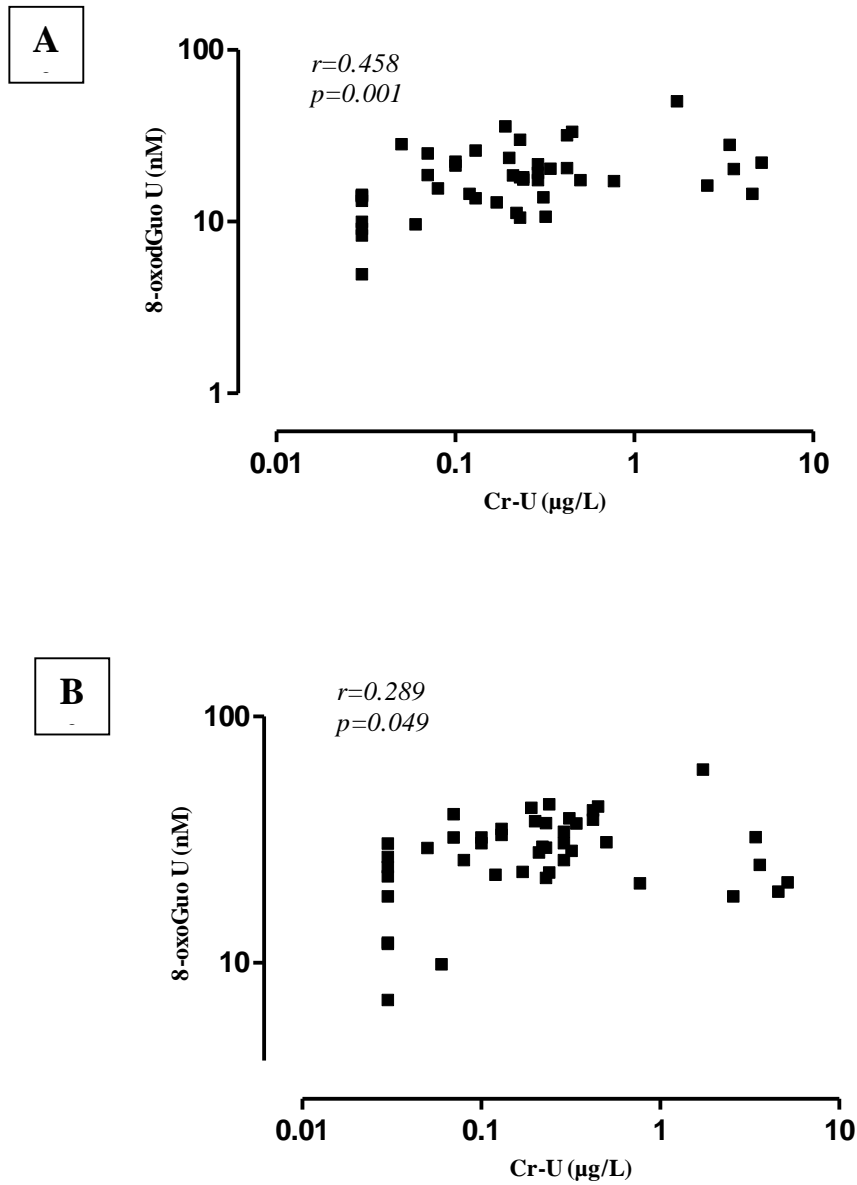 A
-
r=0.458
p=0.001
100
10
1
8-oxodGuo U (nM)
0.01 0.1 1 10
Cr-U (µg/L)
B
-
r=0.289
p=0.049
100
10
8-oxoGuo U (nM)
0.01 0.1 1 10
Cr-U (µg/L)